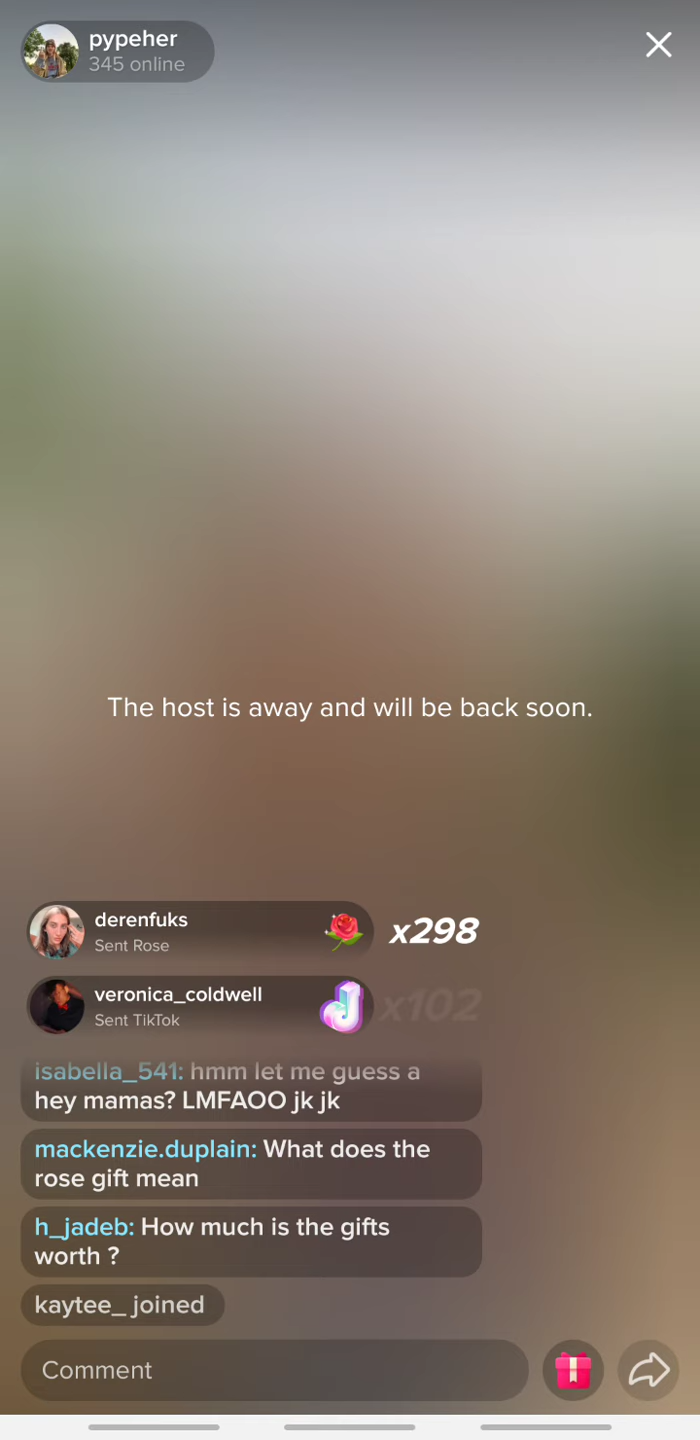 pypeher
345 online
The host is away and will be back soon.
derenfuks
Sent Rose
x298
veronica_coldwell
Sent TikTok
x102
isabella_541: hmm let me guess a
hey mamas? LMFAOO jk jk
mackenzie.duplain: What does the
rose gift mean
h_jadeb: How much is the gifts
worth ?
kaytee_ joined
Comment